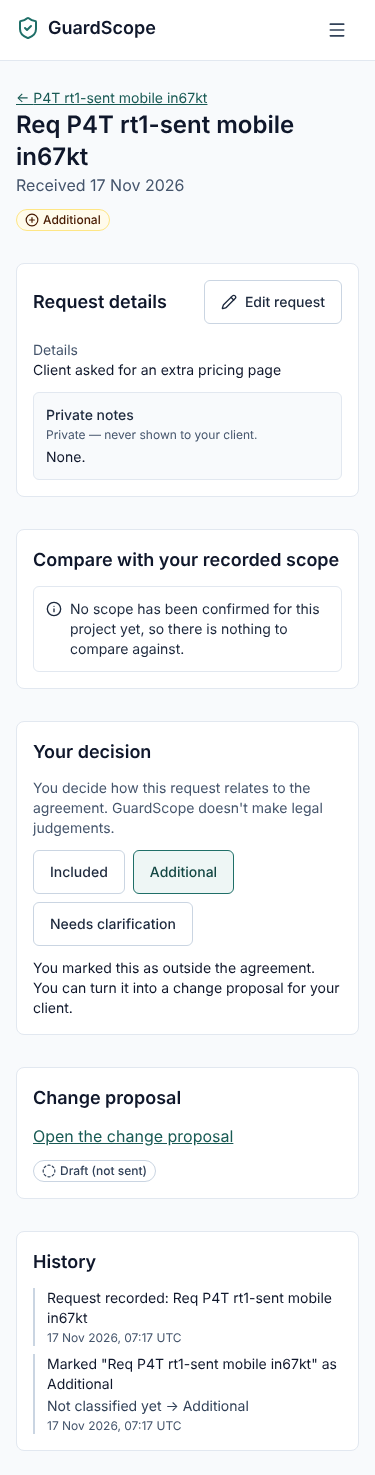 GuardScope
← P4T rt1-sent mobile in67kt
Req P4T rt1-sent mobile
in67kt
Received 17 Nov 2026
Additional
Request details
Edit request
Details
Client asked for an extra pricing page
Private notes
Private — never shown to your client.
None.
Compare with your recorded scope
No scope has been confirmed for this
project yet, so there is nothing to
compare against.
Your decision
You decide how this request relates to the
agreement. GuardScope doesn't make legal
judgements.
Included
Additional
Needs clarification
You marked this as outside the agreement.
You can turn it into a change proposal for your
client.
Change proposal
Open the change proposal
Draft (not sent)
History
Request recorded: Req P4T rt1-sent mobile
in67kt
17 Nov 2026, 07:17 UTC
Marked "Req P4T rt1-sent mobile in67kt" as
Additional
Not classified yet → Additional
17 Nov 2026, 07:17 UTC